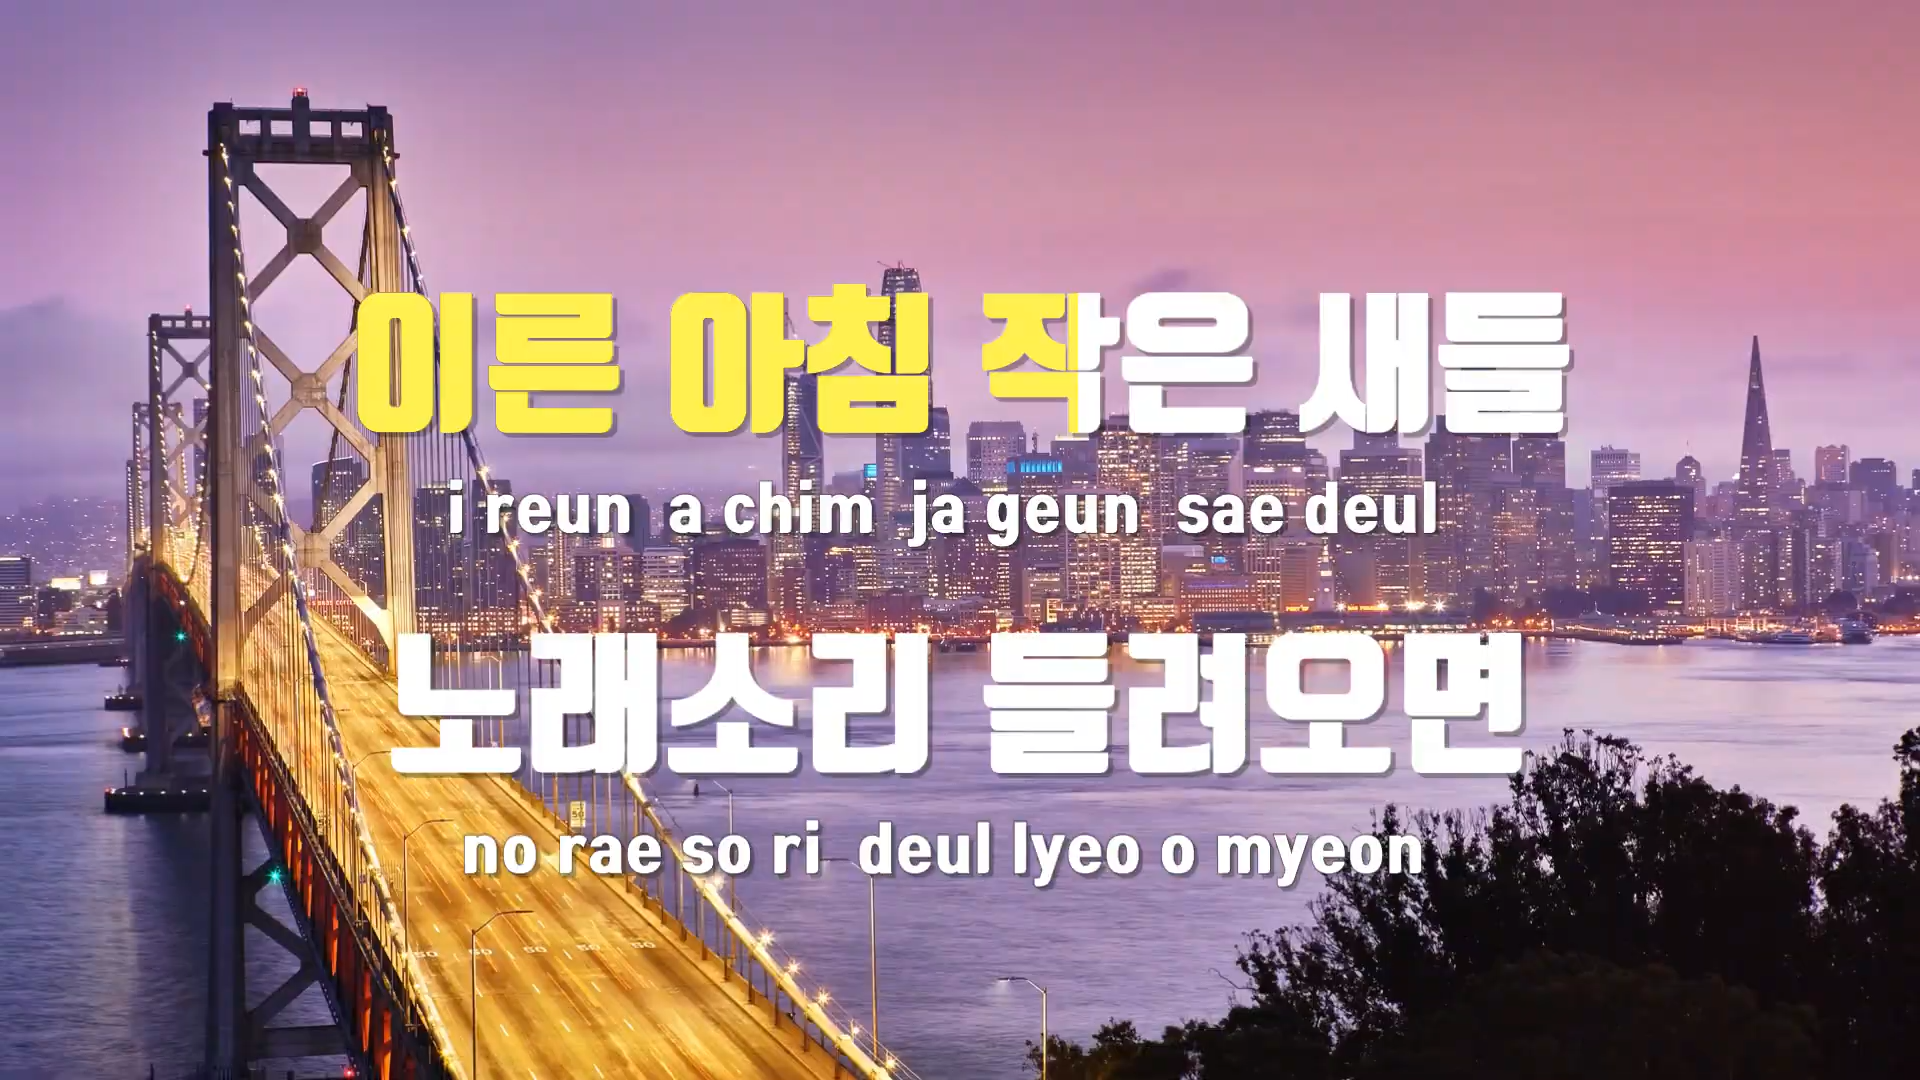 이른 아침 작은 새들
i reun a chim ja geun sae deul
노래소리 들려오면
no rae so ri deul lyeo o myeon